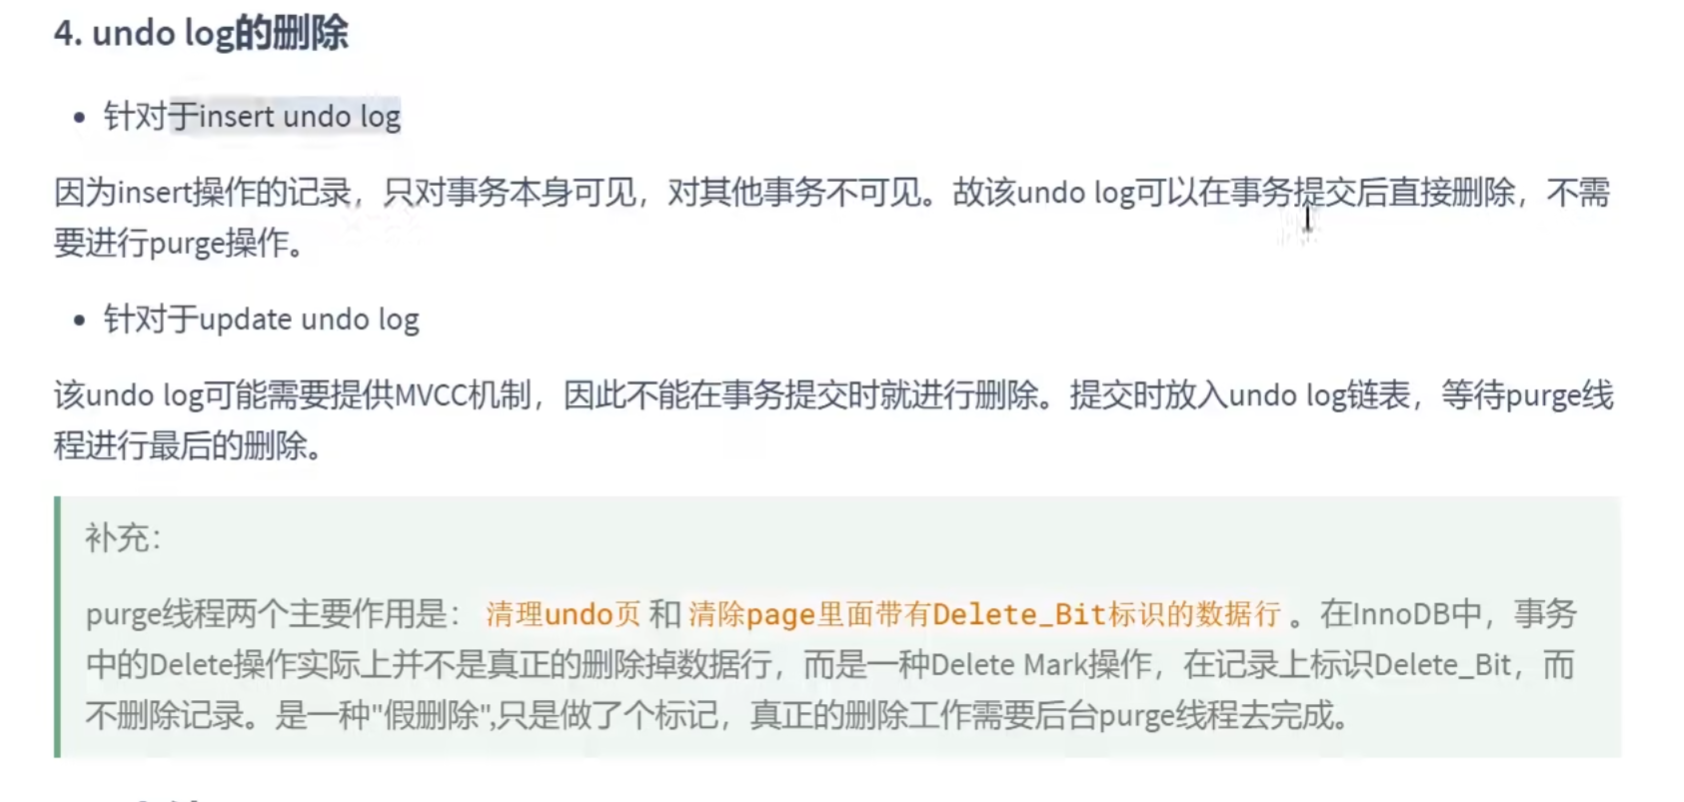 4. undo log的删除
针对于insert undo log
因为insert操作的记录，只对事务本身可见，对其他事务不可见。故该undo log可以在事务提交后直接删除，不需
要进行purge操作。
针对于update undo log
该undo log可能需要提供MVCC机制，因此不能在事务提交时就进行删除。提交时放入undo log链表，等待purge线
程进行最后的删除。
补充：
purge线程两个主要作用是： 清理undo页 和 清除page里面带有Delete_Bit标识的数据行 。在InnoDB中，事务
中的Delete操作实际上并不是真正的删除掉数据行，而是一种Delete Mark操作，在记录上标识Delete_Bit，而
不删除记录。是一种"假删除",只是做了个标记，真正的删除工作需要后台purge线程去完成。